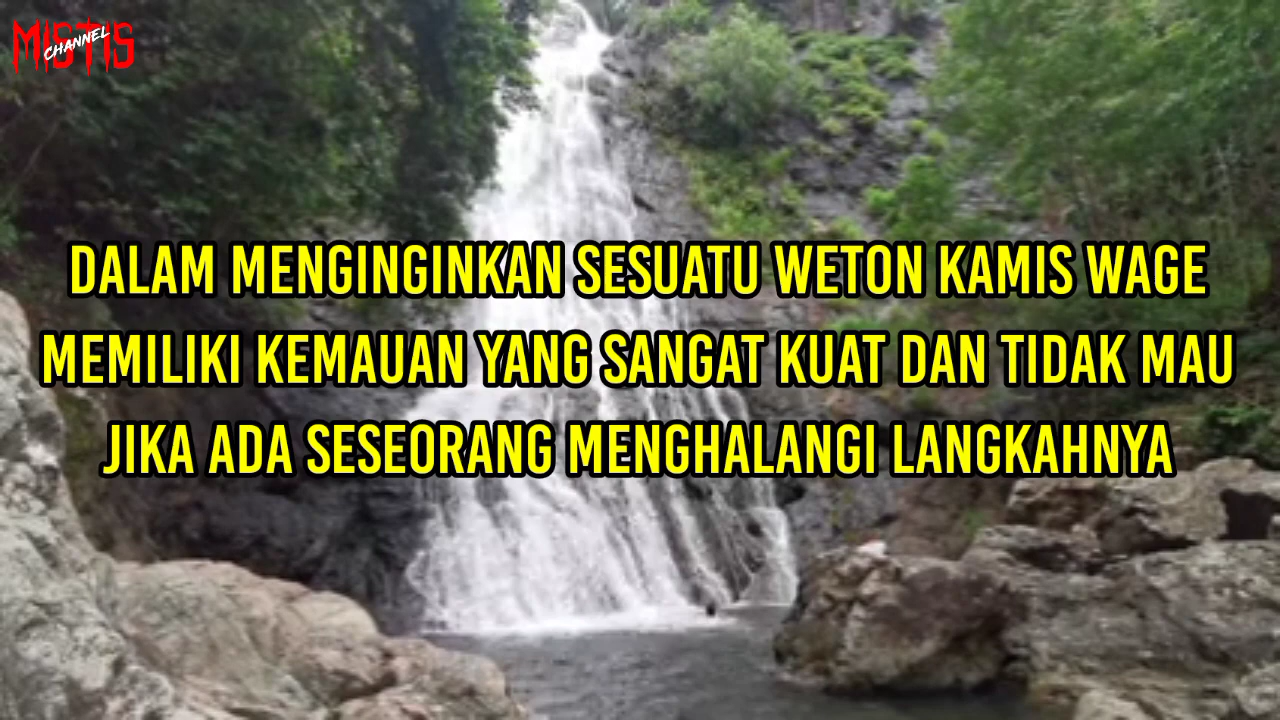 MISTIS
CHANNEL
DALAM MENGINGINKAN SESUATU WETON KAMIS WAGE
MEMILIKI KEMAUAN YANG SANGAT KUAT DAN TIDAK MAU
JIKA ADA SESEORANG MENGHALANGI LANGKAHNYA